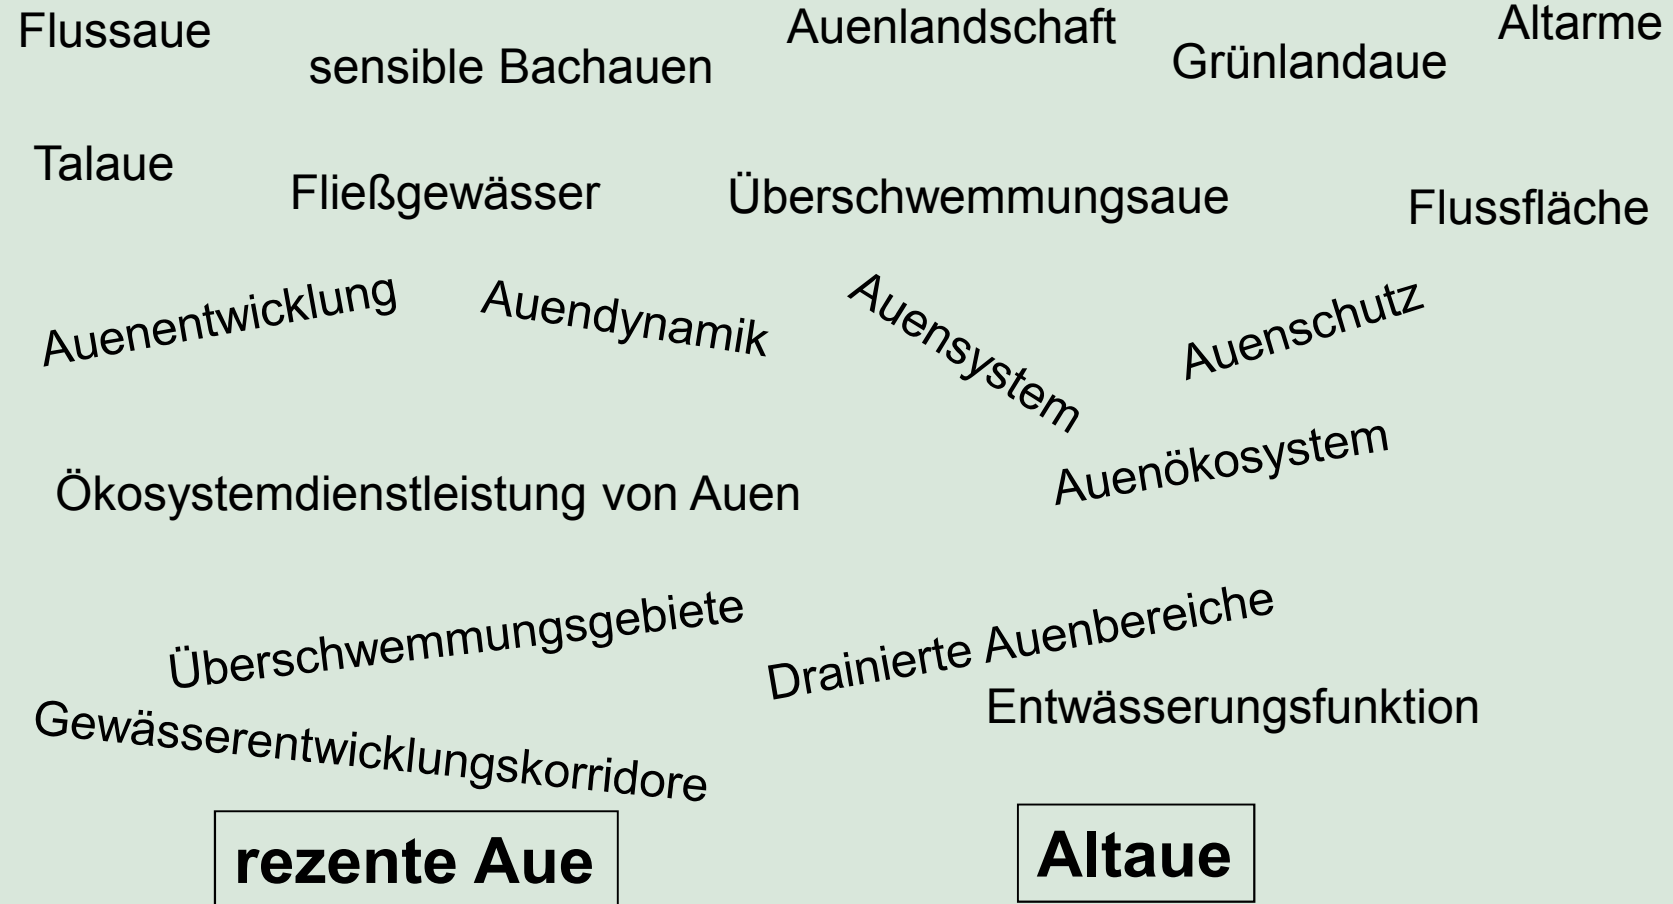 Flussaue
sensible Bachauen
Auenlandschaft
Grünlandaue
Altarme
Talaue
Fließgewässer
Überschwemmungsaue
Flussfläche
Auenentwicklung
Auendynamik
Auensystem
Auenschutz
Ökosystemdienstleistung von Auen
Auenökosystem
Überschwemmungsgebiete
Drainierte Auenbereiche
Entwässerungsfunktion
Gewässerentwicklungskorridore
rezente Aue
Altaue